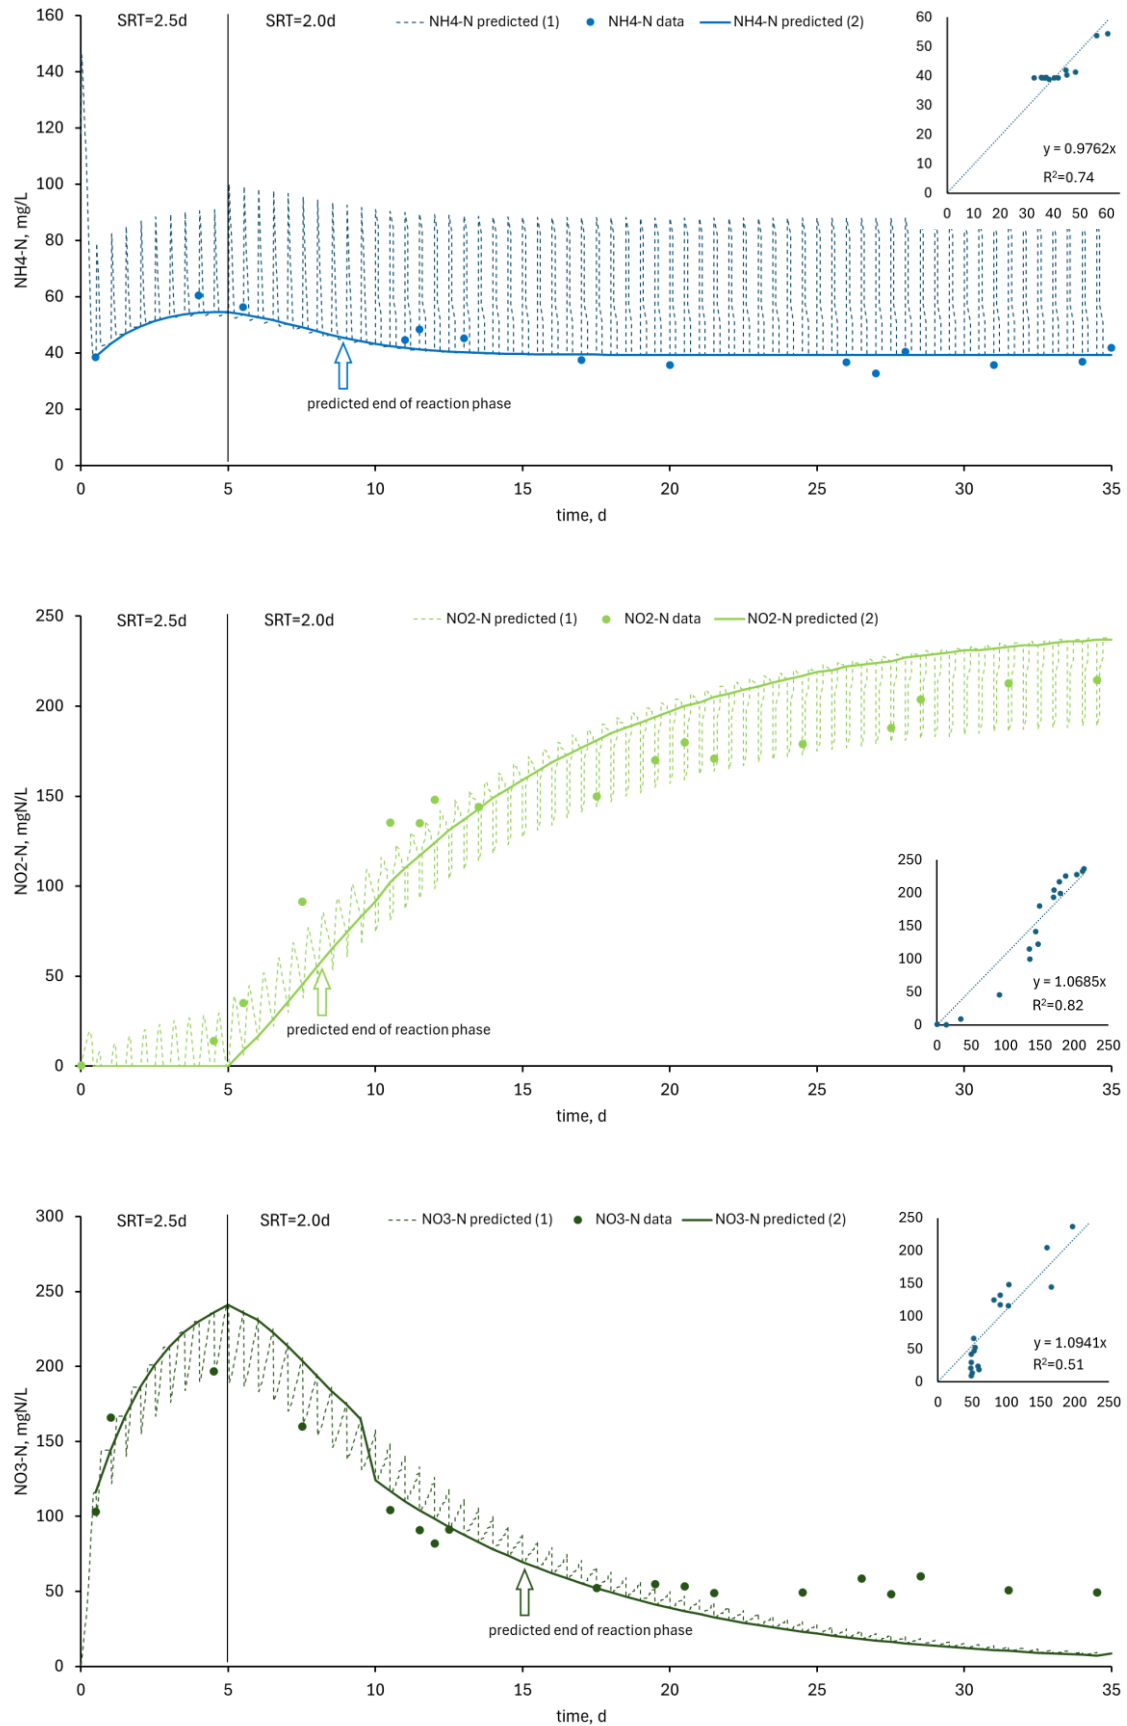 SRT=2.5d SRT=2.0d NH4-N predicted (1) NH4-N data NH4-N predicted (2)
NH4-N, mg/L
160
140
120
100
80
60
40
20
0
0 5 10 15 20 25 30 35
time, d
predicted end of reaction phase
60
50
40
30
20
10
0
0 10 20 30 40 50 60
y = 0.9762x
R²=0.74
SRT=2.5d SRT=2.0d NO2-N predicted (1) NO2-N data NO2-N predicted (2)
NO2-N, mgN/L
250
200
150
100
50
0
0 5 10 15 20 25 30 35
time, d
predicted end of reaction phase
250
200
150
100
50
0
0 50 100 150 200 250
y = 1.0685x
R²=0.82
SRT=2.5d SRT=2.0d NO3-N predicted (1) NO3-N data NO3-N predicted (2)
NO3-N, mgN/L
300
250
200
150
100
50
0
0 5 10 15 20 25 30 35
time, d
predicted end of reaction phase
250
200
150
100
50
0
0 50 100 150 200 250
y = 1.0941x
R²=0.51